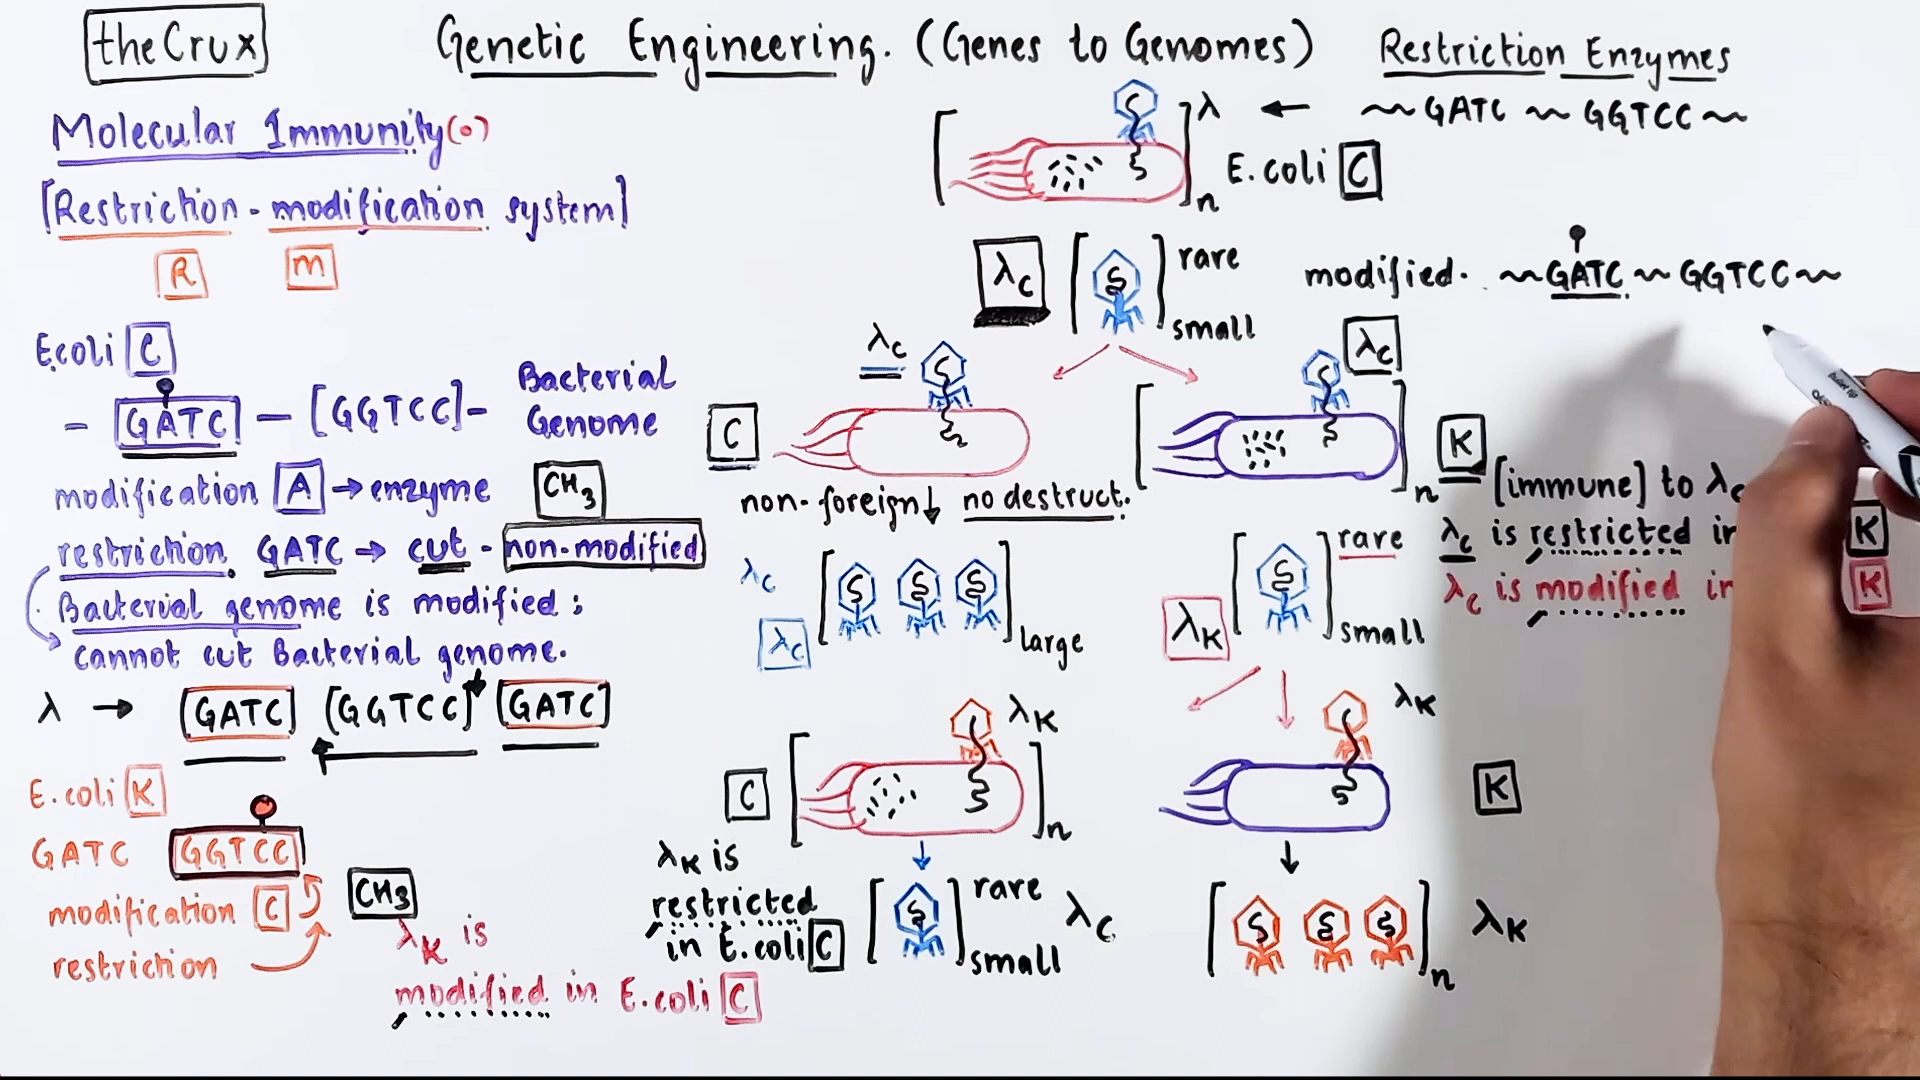 theCrux
Genetic Engineering. (Genes to Genomes)
Restriction Enzymes
Molecular Immunity(o)
[Restriction - modification system]
R m
E.coli C
- GATC - [GGTCC] -
Bacterial
Genome
modification A → enzyme CH3
restriction. GATC → cut - non-modified
Bacterial genome is modified;
cannot cut Bacterial genome.
λ → [GATC] [GGTCC] [GATC]
E.coli K
GATC GGTCC
modification C
restriction
CH3
λK is
modified in E.coli C
λ ← ~GATC ~ GGTCC ~
n E.coli C
λC rare
small
modified. ~GATC ~ GGTCC ~
λC
λC
C
non-foreign↓ no destruct.
n K
[immune] to λC
λC is restricted in K
λC is modified in K
λC
λC
large
λK rare
small
λK
C
n
λK is
restricted
in E.coli C
rare
small
λC
λK
K
n
λK